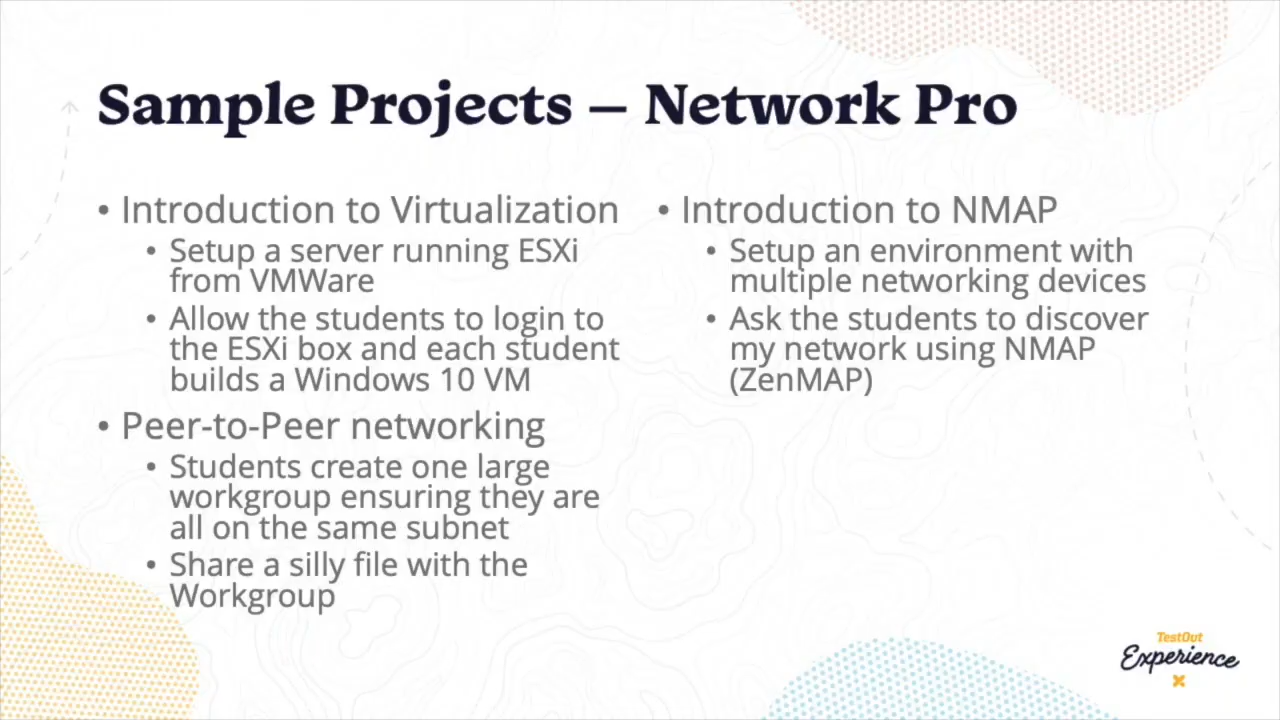 Sample Projects – Network Pro
• Introduction to Virtualization
• Setup a server running ESXi
from VMWare
• Allow the students to login to
the ESXi box and each student
builds a Windows 10 VM
• Peer-to-Peer networking
• Students create one large
workgroup ensuring they are
all on the same subnet
• Share a silly file with the
Workgroup
• Introduction to NMAP
• Setup an environment with
multiple networking devices
• Ask the students to discover
my network using NMAP
(ZenMAP)
TestOut
Experience